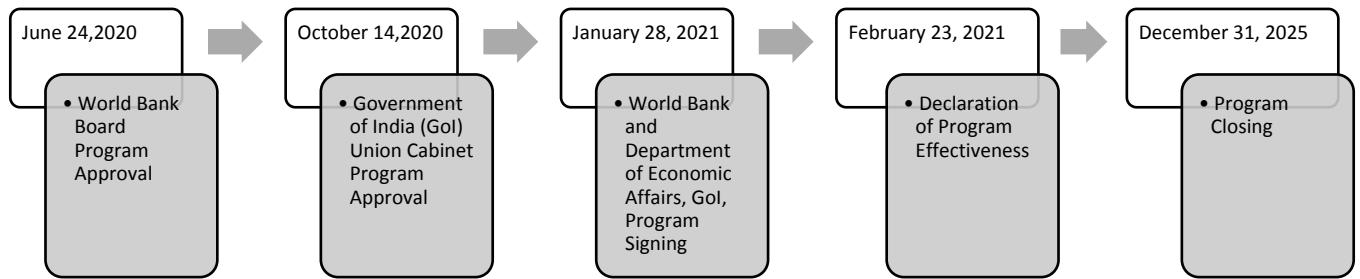 June 24,2020
• World Bank
Board
Program
Approval
October 14,2020
• Government
of India (GoI)
Union Cabinet
Program
Approval
January 28, 2021
• World Bank
and
Department
of Economic
Affairs, GoI,
Program
Signing
February 23, 2021
• Declaration
of Program
Effectiveness
December 31, 2025
• Program
Closing